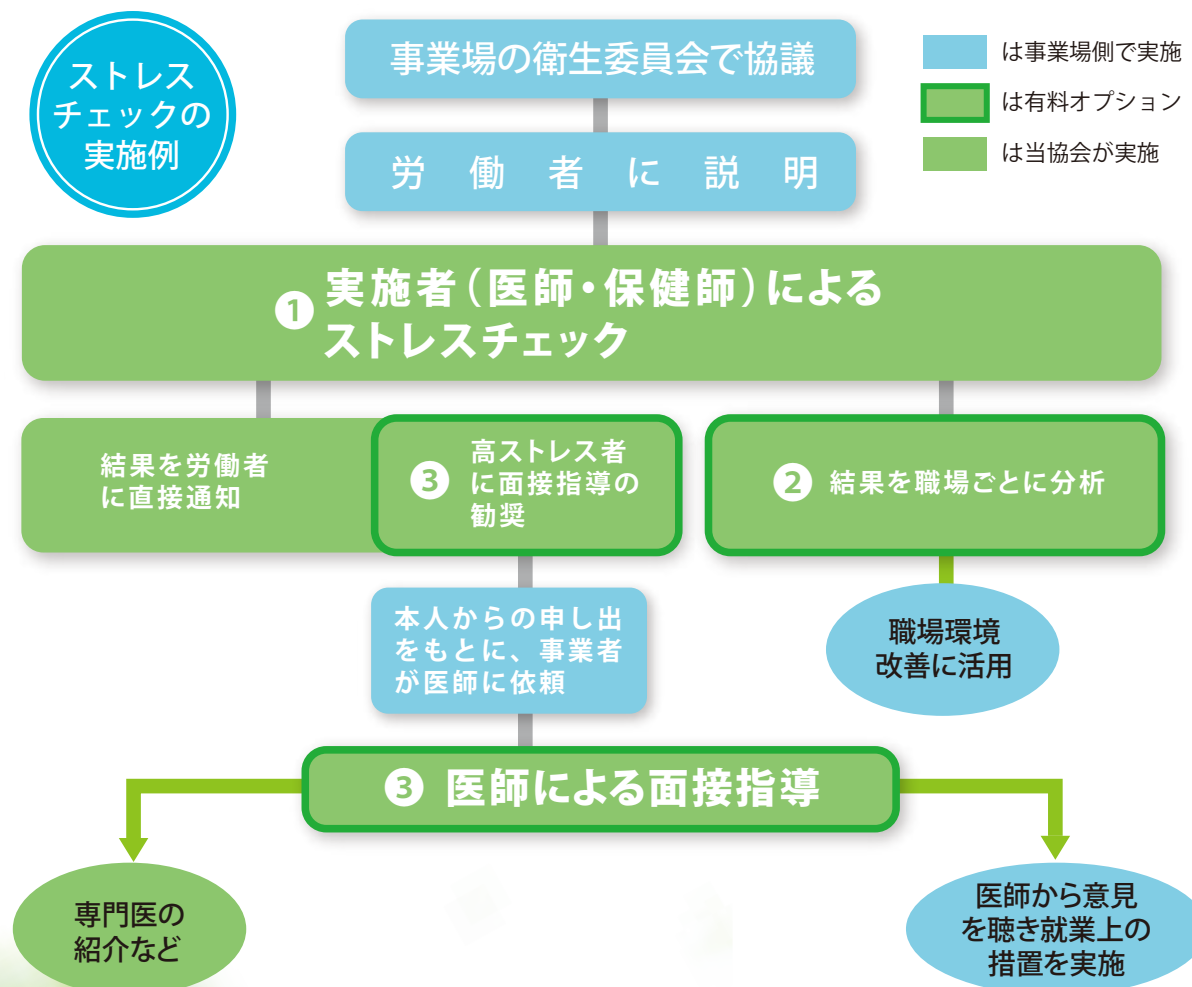 ストレス
チェックの
実施例
事業場の衛生委員会で協議
労働者に説明
は事業場側で実施
は有料オプション
は当協会が実施
❶ 実施者（医師・保健師）による
ストレスチェック
結果を労働者
に直接通知
❸ 高ストレス者
に面接指導の
勧奨
❷ 結果を職場ごとに分析
本人からの申し出
をもとに、事業者
が医師に依頼
職場環境
改善に活用
❸ 医師による面接指導
専門医の
紹介など
医師から意見
を聴き就業上の
措置を実施